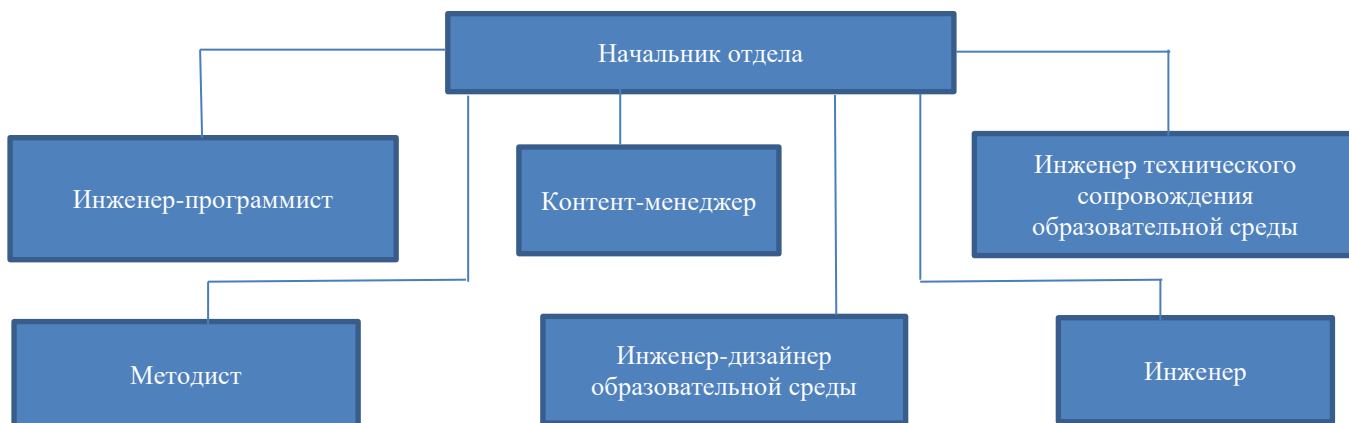 Начальник отдела
Инженер-программист
Контент-менеджер
Инженер технического
сопровождения
образовательной среды
Методист
Инженер-дизайнер
образовательной среды
Инженер